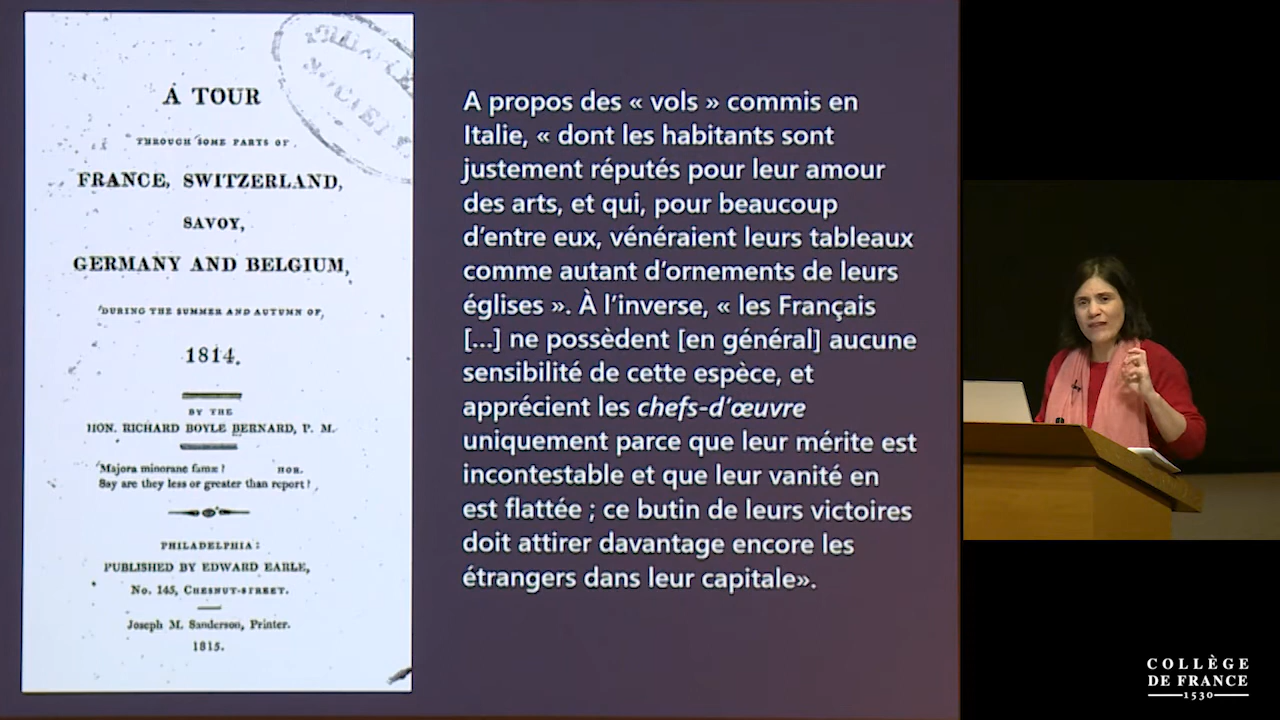 A TOUR
THROUGH SOME PARTS OF
FRANCE, SWITZERLAND,
SAVOY,
GERMANY AND BELGIUM,
DURING THE SUMMER AND AUTUMN OF,
1814.
BY THE
HON. RICHARD BOYLE BERNARD, P. M.
Majora minorane famæ? HOR.
Say are they less or greater than report?
PHILADELPHIA:
PUBLISHED BY EDWARD EARLE,
No. 145, CHESNUT-STREET.
Joseph M. Sanderson, Printer.
1815.
A propos des « vols » commis en
Italie, « dont les habitants sont
justement réputés pour leur amour
des arts, et qui, pour beaucoup
d’entre eux, vénéraient leurs tableaux
comme autant d’ornements de leurs
églises ». À l’inverse, « les Français
[...] ne possèdent [en général] aucune
sensibilité de cette espèce, et
apprécient les chefs-d’œuvre
uniquement parce que leur mérite est
incontestable et que leur vanité en
est flattée ; ce butin de leurs victoires
doit attirer davantage encore les
étrangers dans leur capitale».
COLLÈGE
DE FRANCE
1530